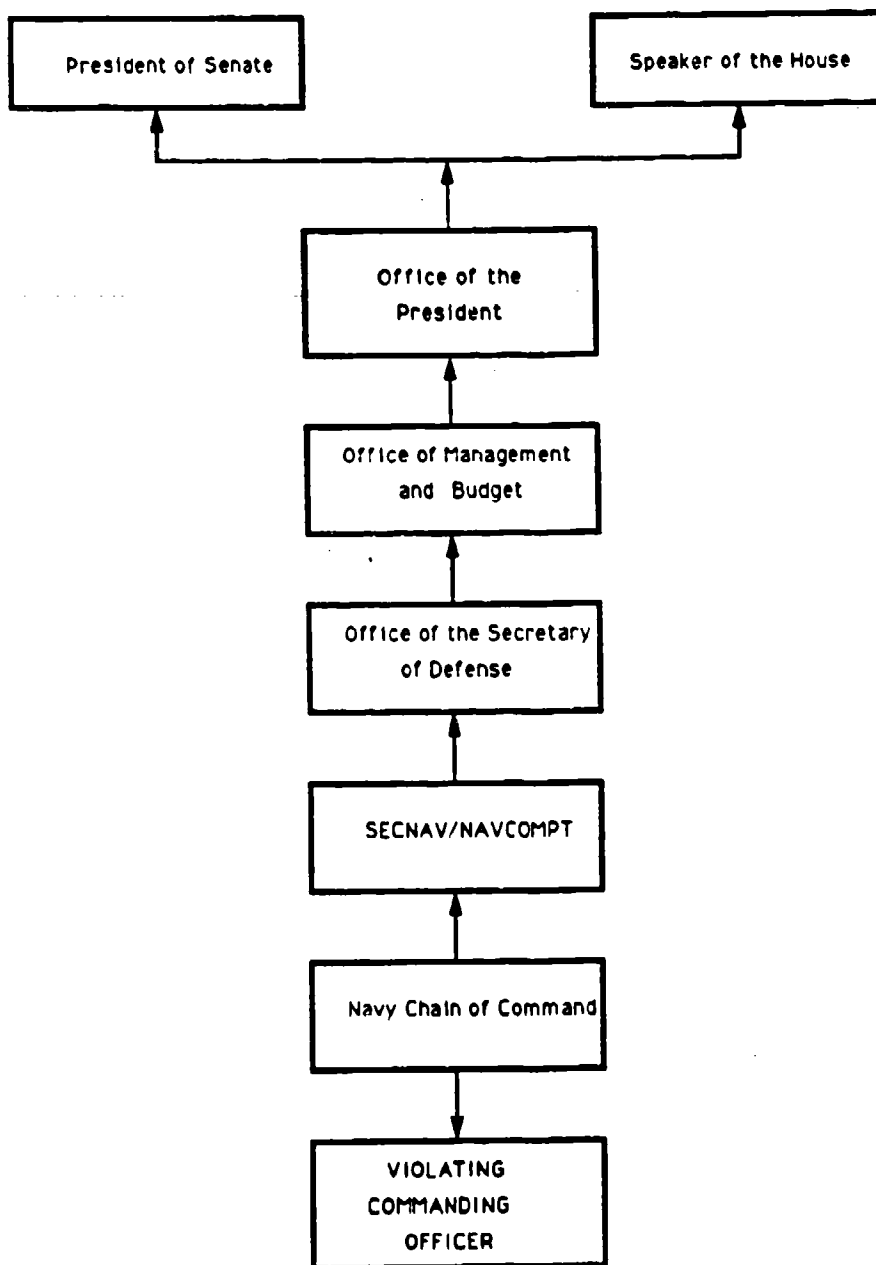 President of Senate
Speaker of the House
Office of the
President
Office of Management
and Budget
Office of the Secretary
of Defense
SECNAV/NAVCOMPT
Navy Chain of Command
VIOLATING
COMMANDING
OFFICER